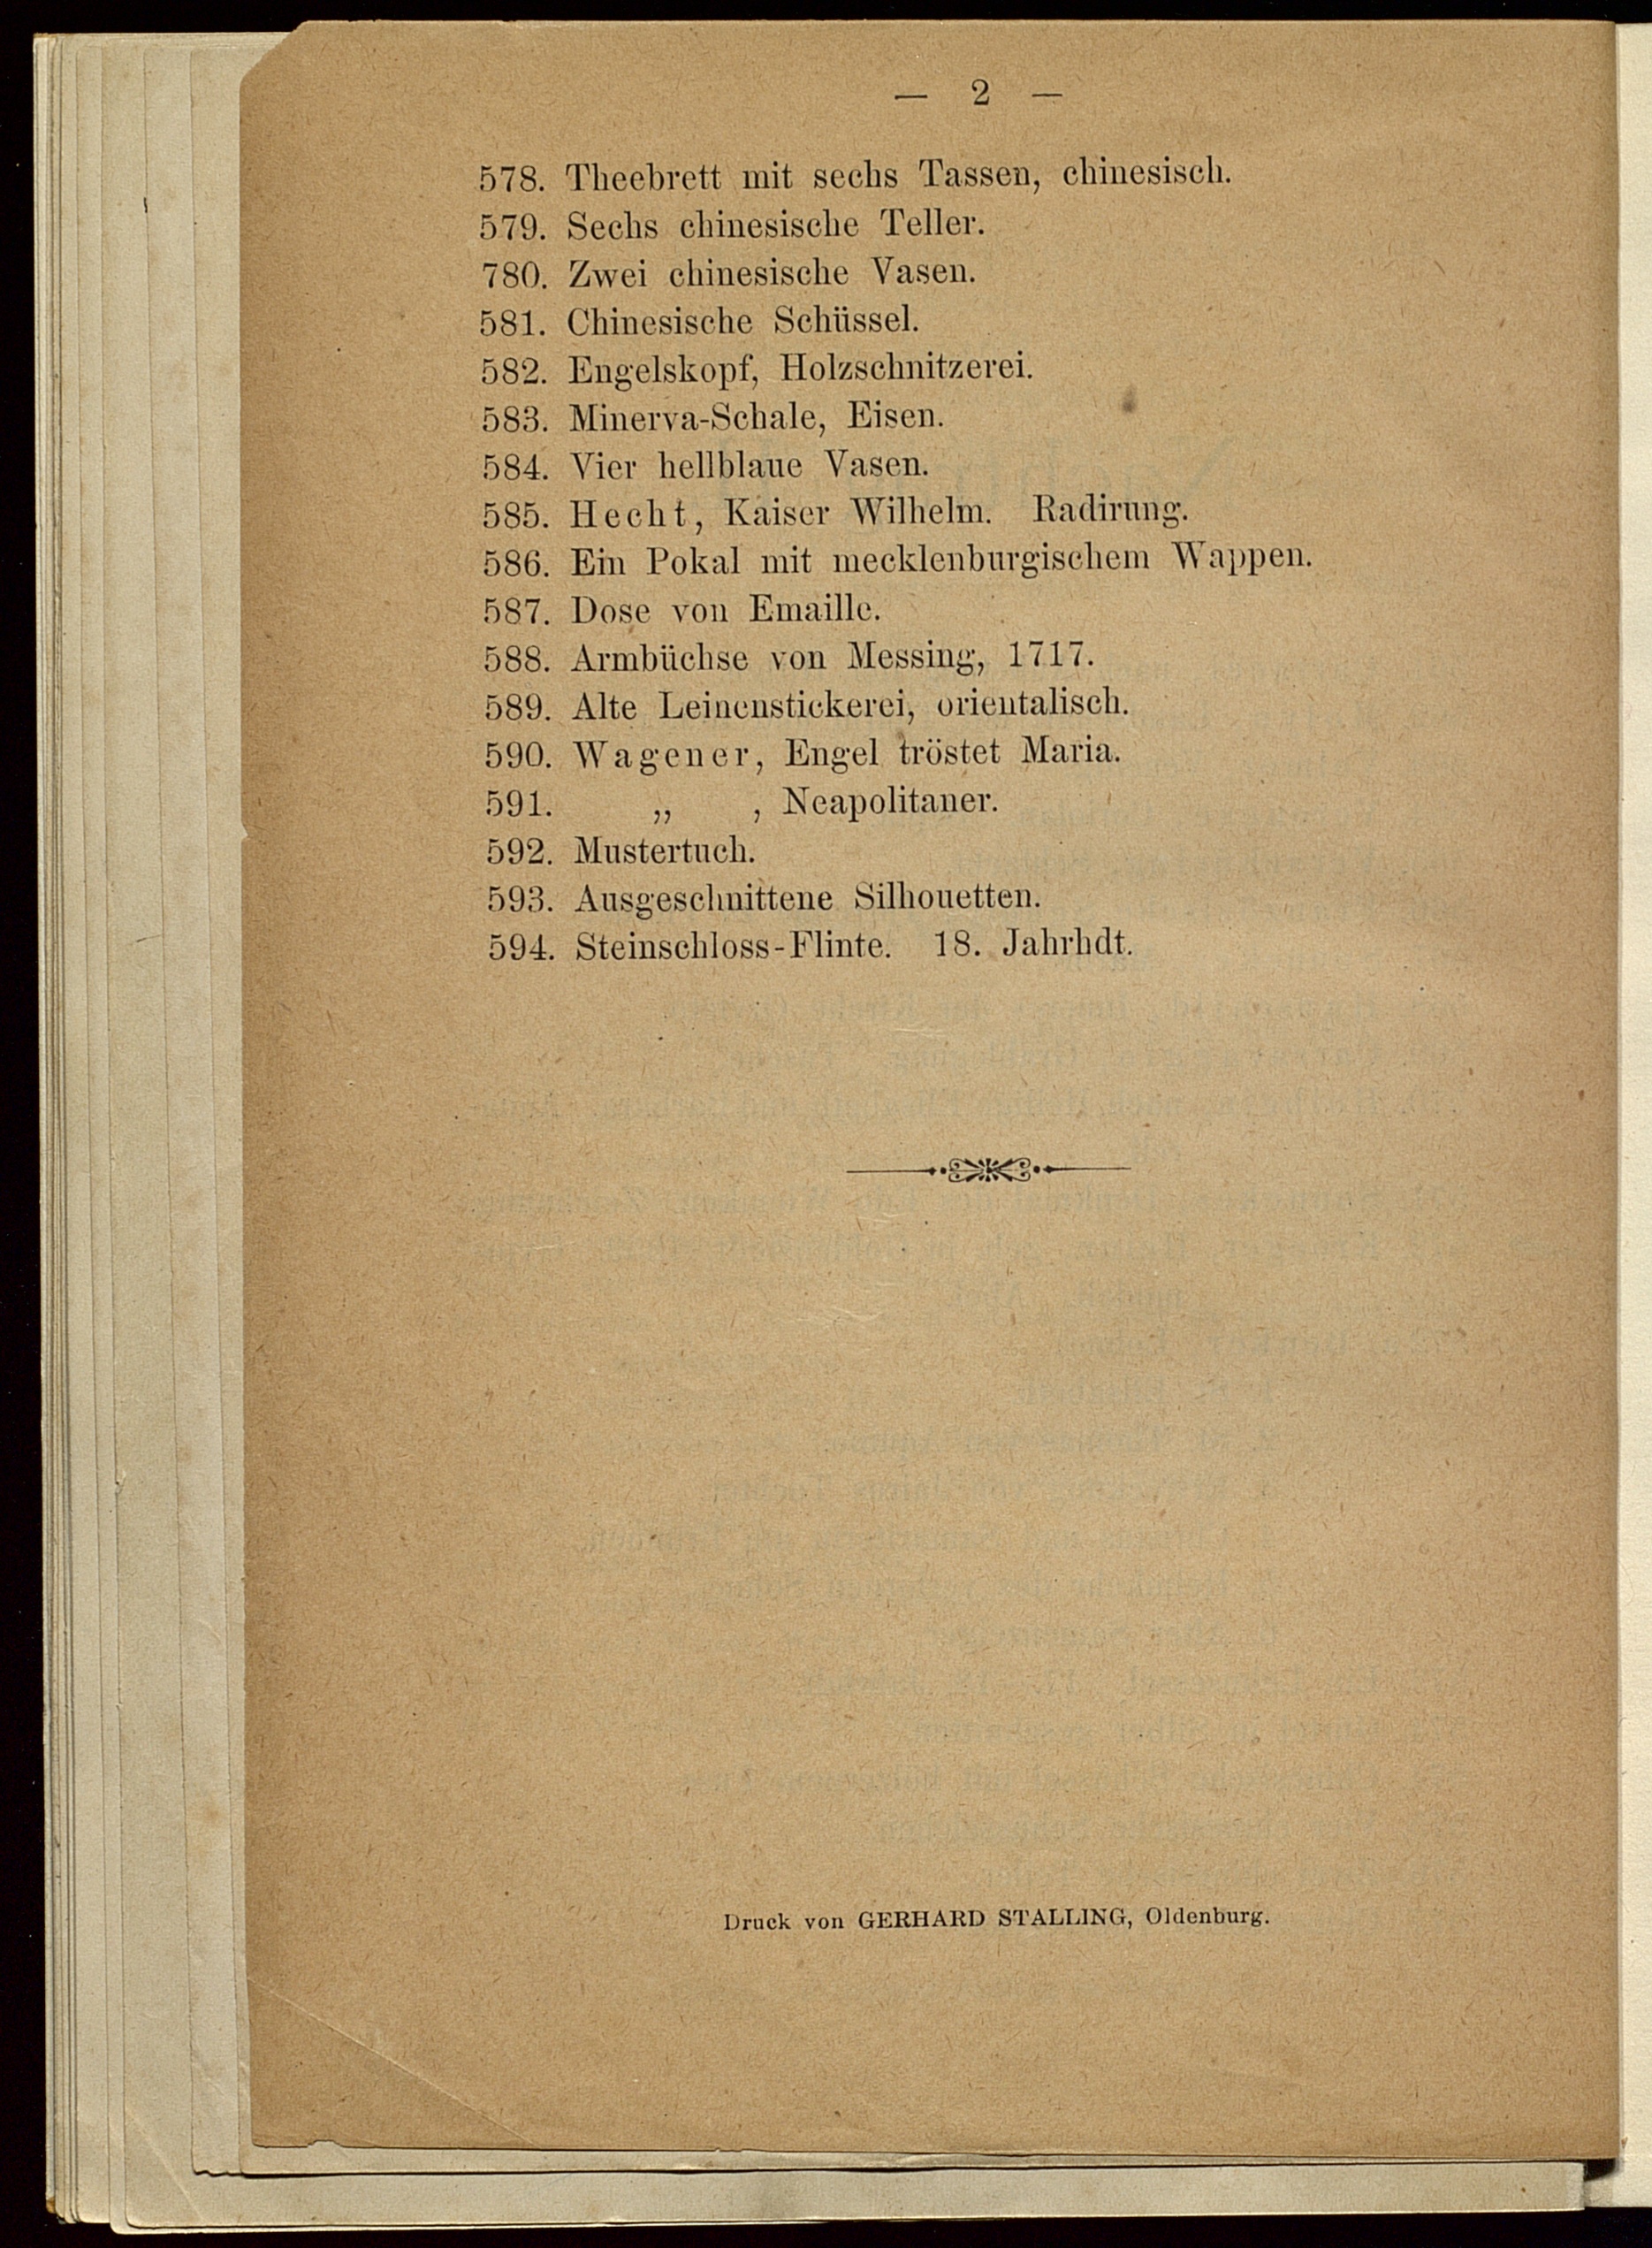 — 2 —
578. Theebrett mit sechs Tassen, chinesisch.
579. Sechs chinesische Teller.
780. Zwei chinesische Vasen.
581. Chinesische Schüssel.
582. Engelskopf, Holzschnitzerei.
583. Minerva-Schale, Eisen.
584. Vier hellblaue Vasen.
585. Hecht, Kaiser Wilhelm. Radirung.
586. Ein Pokal mit mecklenburgischem Wappen.
587. Dose von Emaille.
588. Armbüchse von Messing, 1717.
589. Alte Leinenstickerei, orientalisch.
590. Wagener, Engel tröstet Maria.
591. „ , Neapolitaner.
592. Mustertuch.
593. Ausgeschnittene Silhouetten.
594. Steinschloss-Flinte. 18. Jahrhdt.
Druck von GERHARD STALLING, Oldenburg.